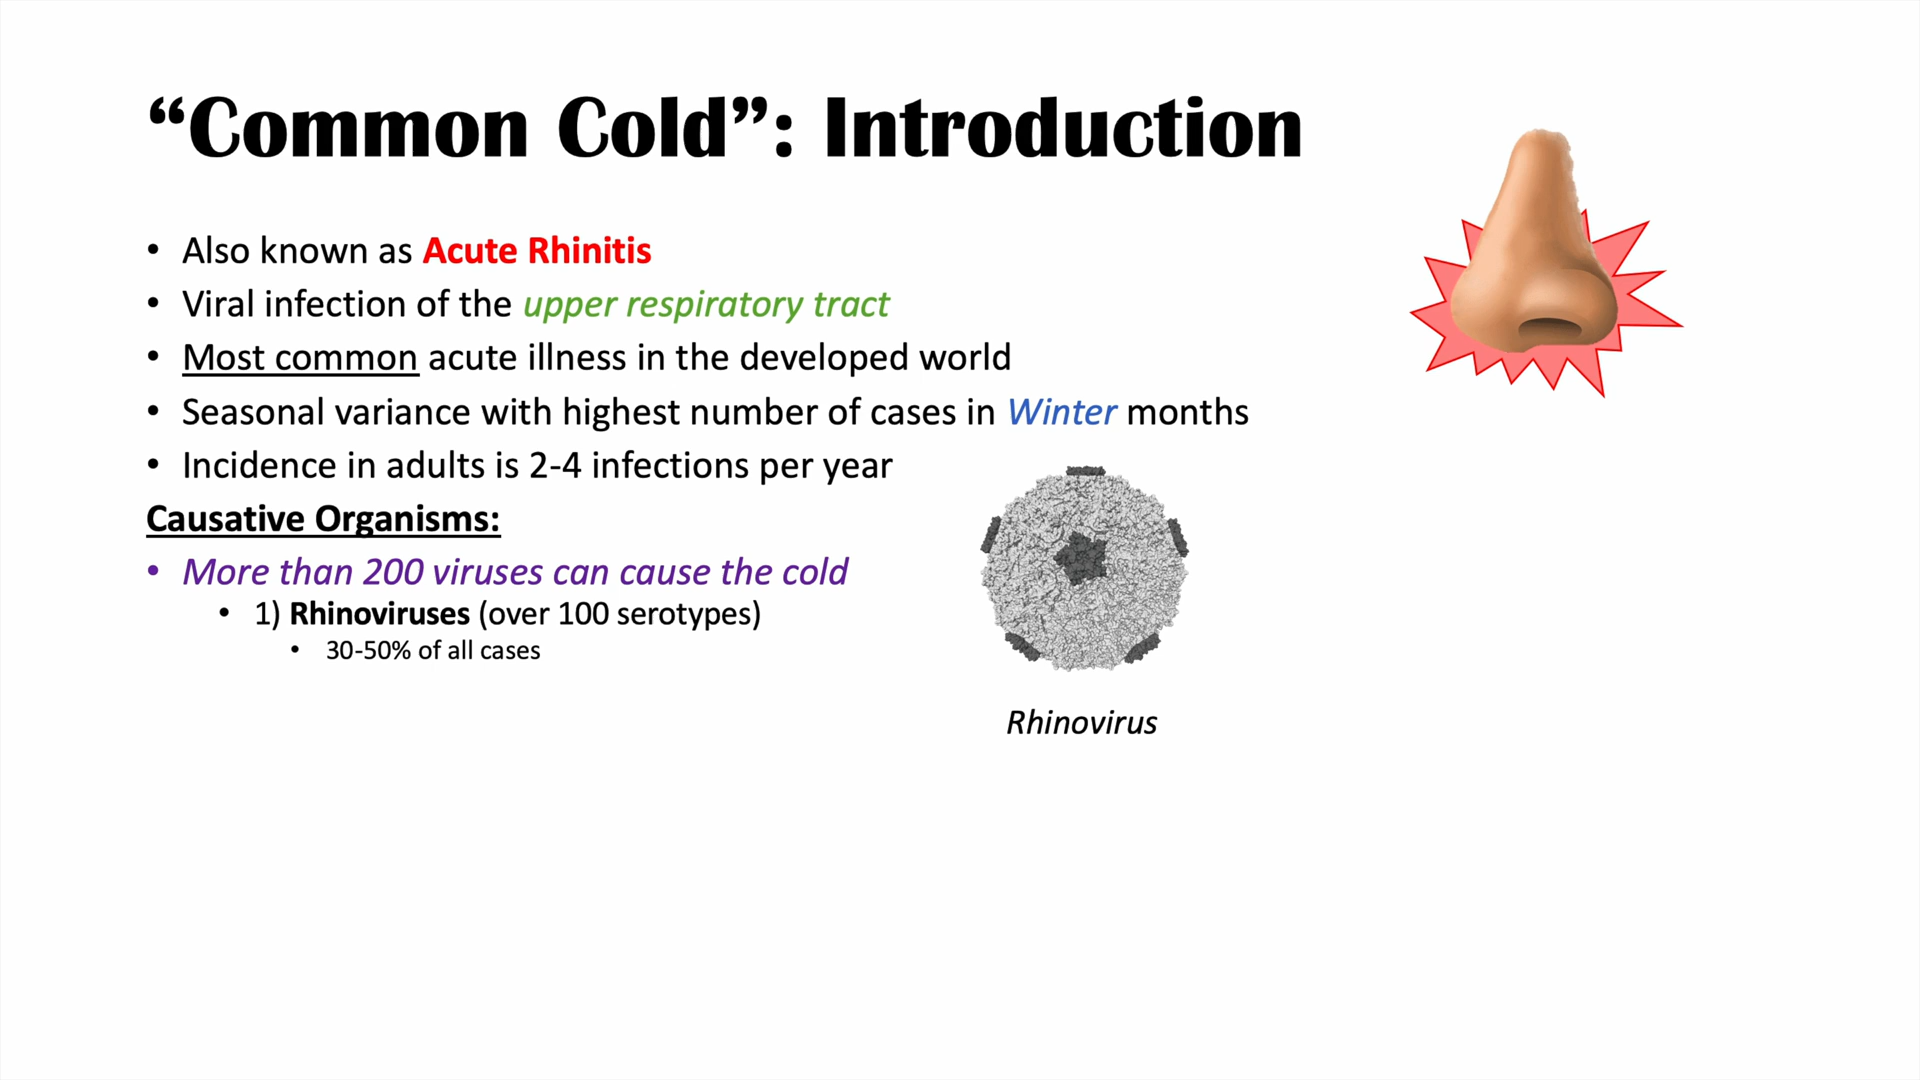 “Common Cold”: Introduction
• Also known as Acute Rhinitis
• Viral infection of the upper respiratory tract
• Most common acute illness in the developed world
• Seasonal variance with highest number of cases in Winter months
• Incidence in adults is 2-4 infections per year
Causative Organisms:
• More than 200 viruses can cause the cold
• 1) Rhinoviruses (over 100 serotypes)
• 30-50% of all cases
Rhinovirus